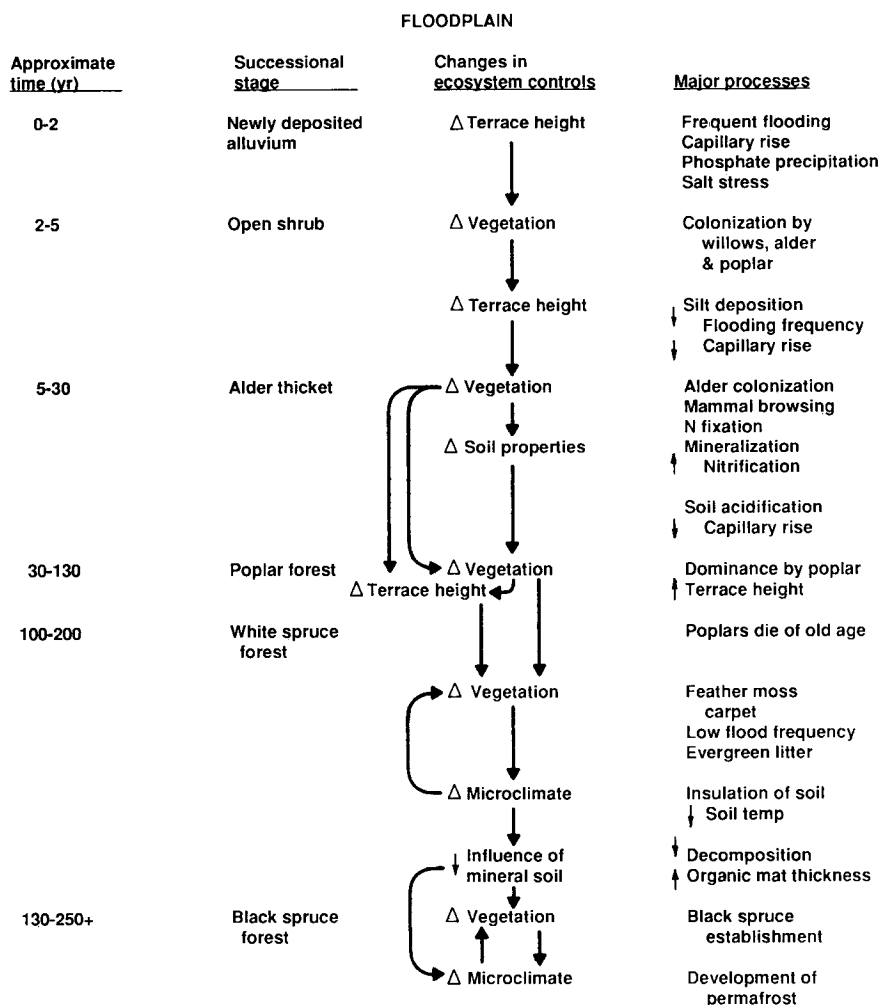 FLOODPLAIN
Approximate time (yr)
Successional stage
Changes in ecosystem controls
Major processes
0-2
Newly deposited alluvium
Δ Terrace height
Frequent flooding
Capillary rise
Phosphate precipitation
Salt stress
2-5
Open shrub
Δ Vegetation
Colonization by
willows, alder
& poplar
Δ Terrace height
Silt deposition
↓ Flooding frequency
↓ Capillary rise
5-30
Alder thicket
Δ Vegetation
Alder colonization
Mammal browsing
N fixation
Δ Soil properties
Mineralization
↑ Nitrification
Soil acidification
↓ Capillary rise
30-130
Poplar forest
Δ Vegetation
Dominance by poplar
Δ Terrace height
↑ Terrace height
100-200
White spruce
forest
Poplars die of old age
Δ Vegetation
Feather moss
carpet
Low flood frequency
Evergreen litter
Δ Microclimate
Insulation of soil
↓ Soil temp
↓ Influence of
mineral soil
↓ Decomposition
↑ Organic mat thickness
130-250+
Black spruce
forest
Δ Vegetation
Black spruce
establishment
Δ Microclimate
Development of
permafrost